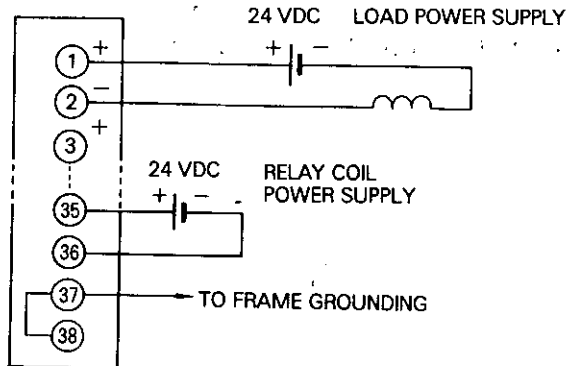 24 VDC LOAD POWER SUPPLY
+ −
1 +
2 −
3 +
24 VDC RELAY COIL
+ − POWER SUPPLY
35
36
37 TO FRAME GROUNDING
38